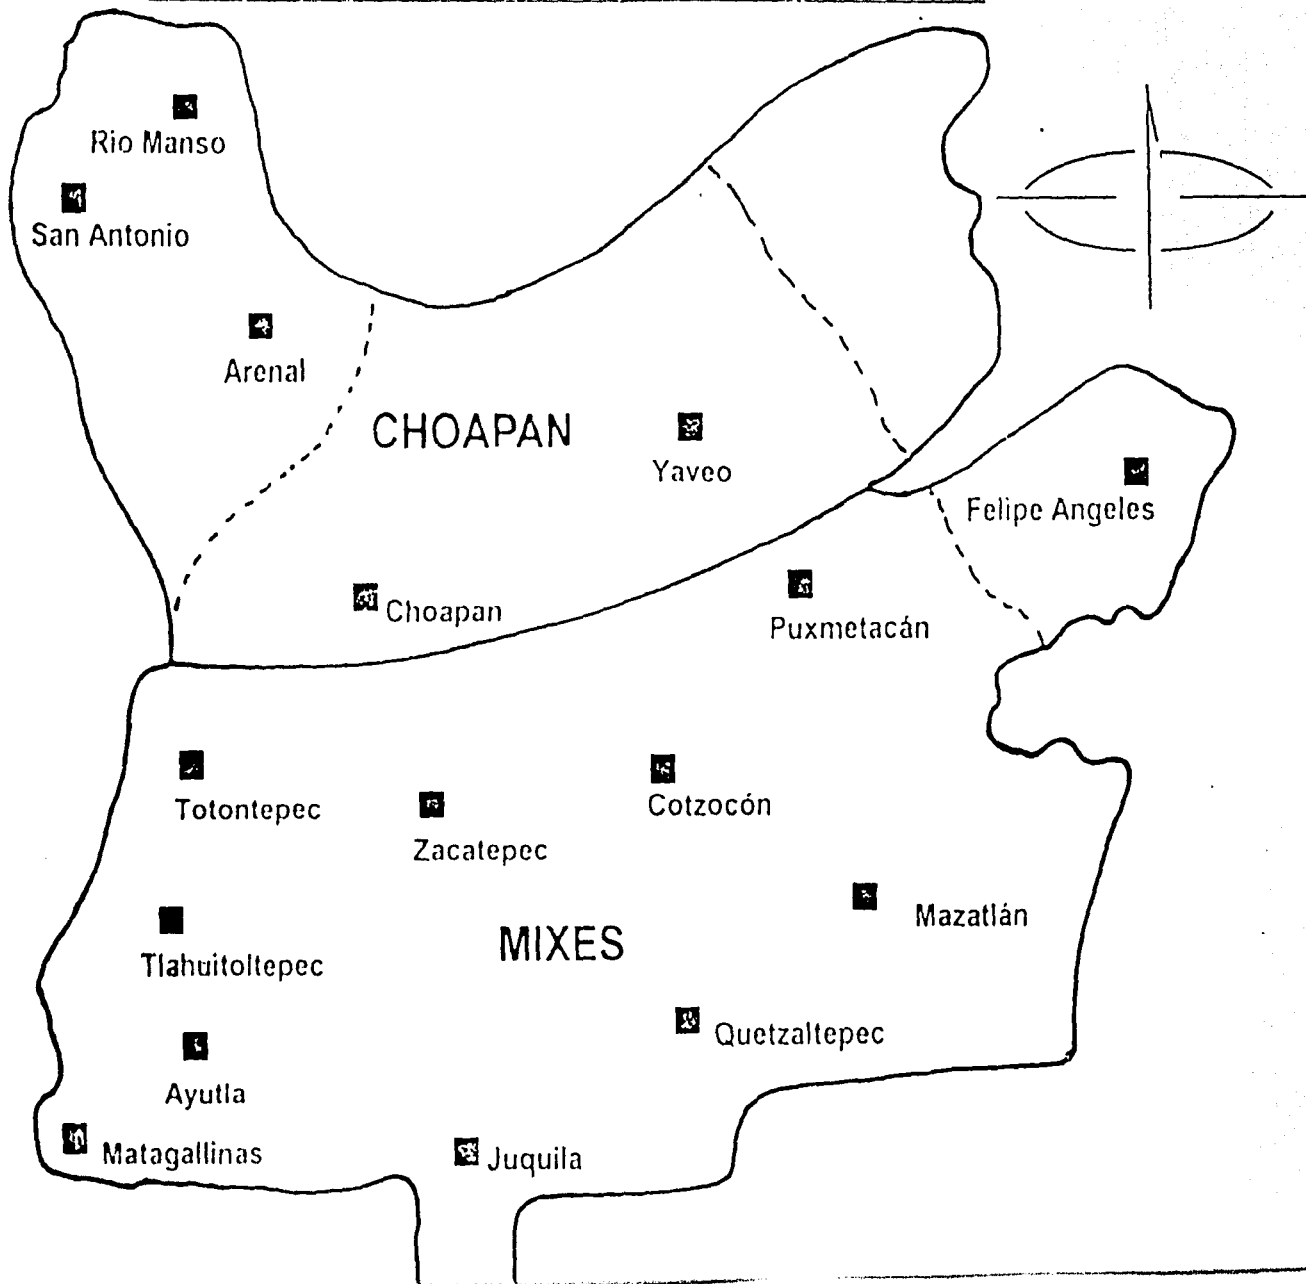 Rio Manso
San Antonio
Arenal
CHOAPAN
Yaveo
Felipe Angeles
Choapan
Puxmetacán
Totontepec
Cotzocón
Zacatepec
Mazatlán
MIXES
Tlahuitoltepec
Quetzaltepec
Ayutla
Matagallinas
Juquila